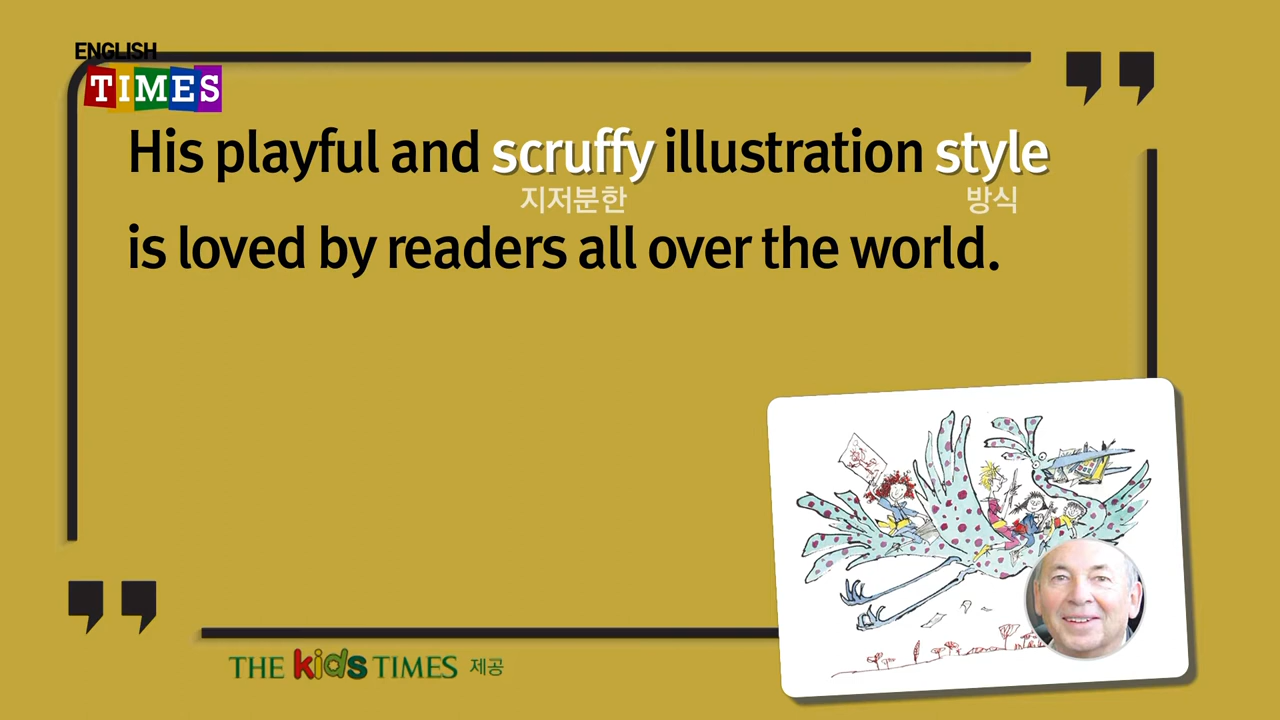 ENGLISH
TIMES
His playful and scruffy illustration style
지저분한 방식
is loved by readers all over the world.
THE kids TIMES 제공